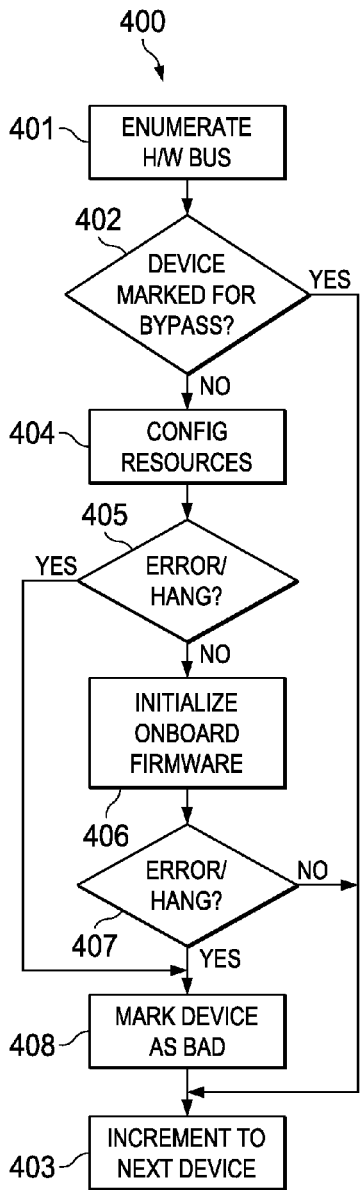 400
401
ENUMERATE
H/W BUS
402
DEVICE
MARKED FOR
BYPASS?
YES
NO
404
CONFIG
RESOURCES
405
YES
ERROR/
HANG?
NO
INITIALIZE
ONBOARD
FIRMWARE
406
ERROR/
HANG?
NO
407
YES
408
MARK DEVICE
AS BAD
403
INCREMENT TO
NEXT DEVICE